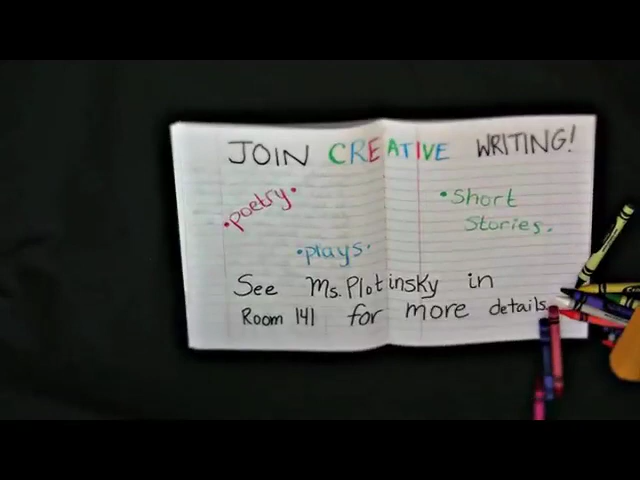 JOIN CREATIVE WRITING!
•poetry•
•Short
Stories.
•plays.
See Ms. Plotinsky in
Room 141 for more details.